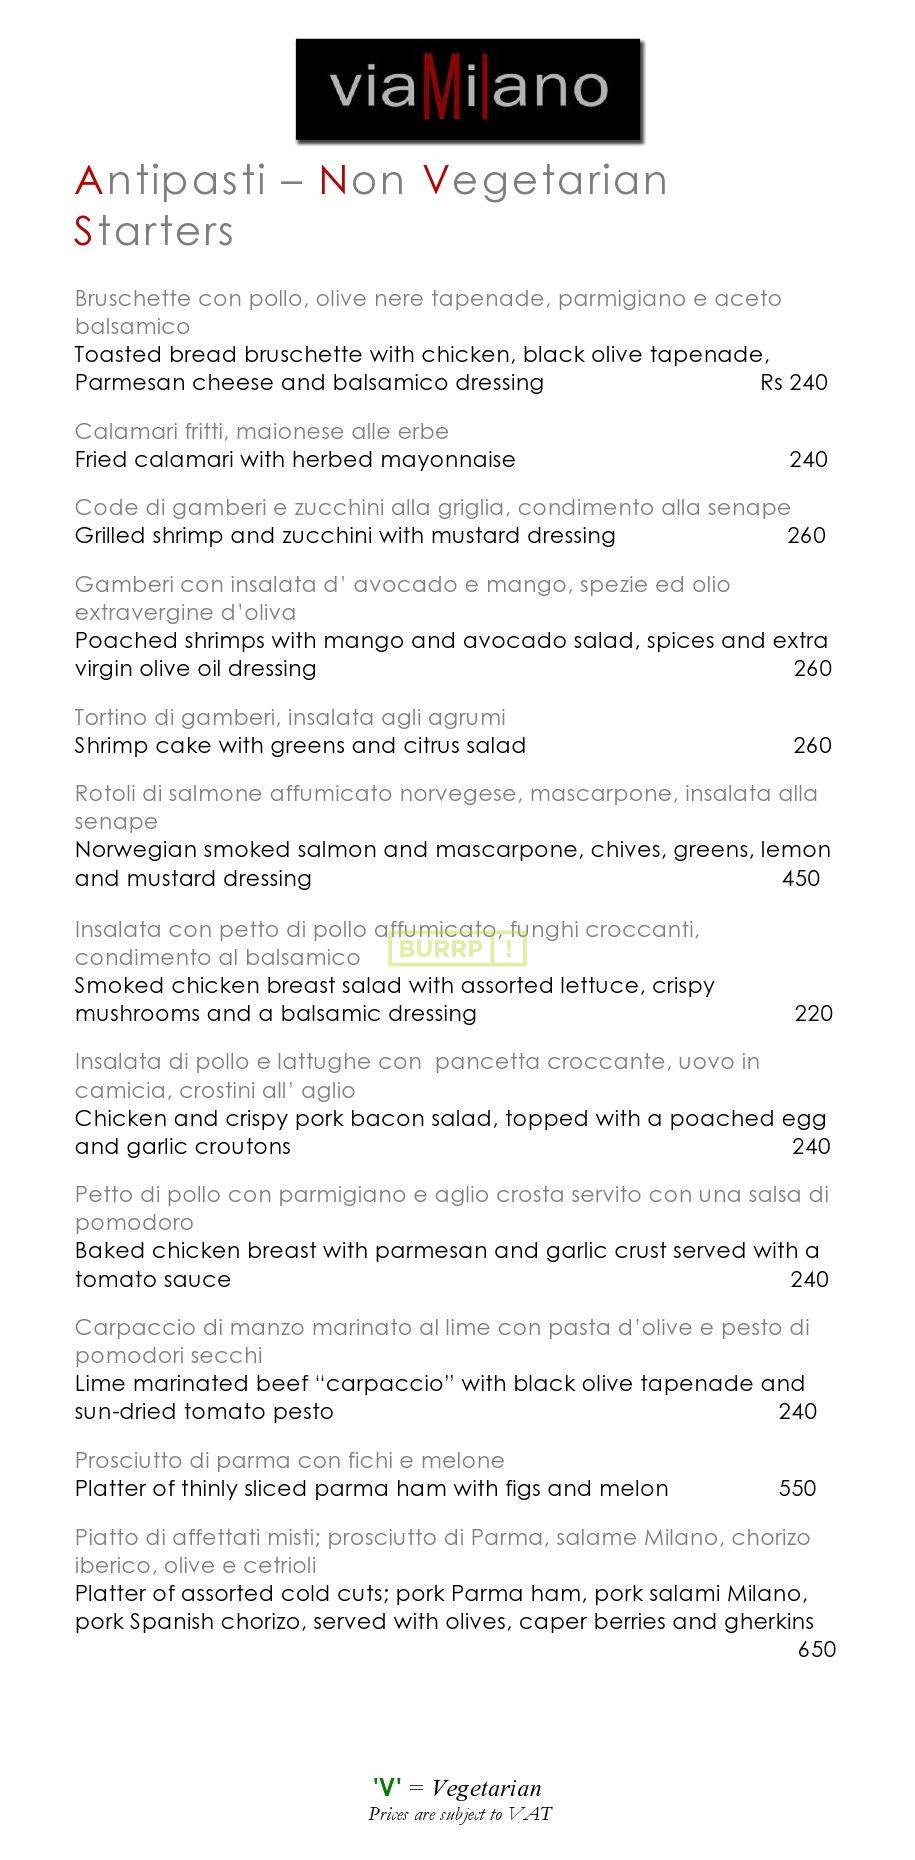 viaMilano
Antipasti – Non Vegetarian
Starters
Bruschette con pollo, olive nere tapenade, parmigiano e aceto
balsamico
Toasted bread bruschette with chicken, black olive tapenade,
Parmesan cheese and balsamico dressing Rs 240
Calamari fritti, maionese alle erbe
Fried calamari with herbed mayonnaise 240
Code di gamberi e zucchini alla griglia, condimento alla senape
Grilled shrimp and zucchini with mustard dressing 260
Gamberi con insalata d' avocado e mango, spezie ed olio
extravergine d'oliva
Poached shrimps with mango and avocado salad, spices and extra
virgin olive oil dressing 260
Tortino di gamberi, insalata agli agrumi
Shrimp cake with greens and citrus salad 260
Rotoli di salmone affumicato norvegese, mascarpone, insalata alla
senape
Norwegian smoked salmon and mascarpone, chives, greens, lemon
and mustard dressing 450
Insalata con petto di pollo affumicato, funghi croccanti,
condimento al balsamico
BURRP !
Smoked chicken breast salad with assorted lettuce, crispy
mushrooms and a balsamic dressing 220
Insalata di pollo e lattughe con pancetta croccante, uovo in
camicia, crostini all' aglio
Chicken and crispy pork bacon salad, topped with a poached egg
and garlic croutons 240
Petto di pollo con parmigiano e aglio crosta servito con una salsa di
pomodoro
Baked chicken breast with parmesan and garlic crust served with a
tomato sauce 240
Carpaccio di manzo marinato al lime con pasta d'olive e pesto di
pomodori secchi
Lime marinated beef “carpaccio” with black olive tapenade and
sun-dried tomato pesto 240
Prosciutto di parma con fichi e melone
Platter of thinly sliced parma ham with figs and melon 550
Piatto di affettati misti; prosciutto di Parma, salame Milano, chorizo
iberico, olive e cetrioli
Platter of assorted cold cuts; pork Parma ham, pork salami Milano,
pork Spanish chorizo, served with olives, caper berries and gherkins
650
'V' = Vegetarian
Prices are subject to VAT